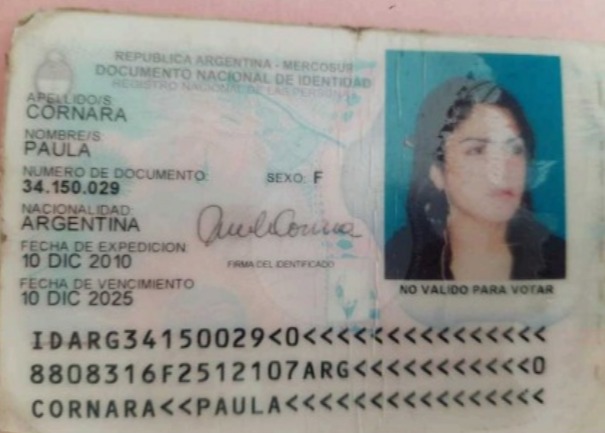 REPUBLICA ARGENTINA - MERCOSUR
DOCUMENTO NACIONAL DE IDENTIDAD
REGISTRO NACIONAL DE LAS PERSONAS
APELLIDO/S
CORNARA
NOMBRE/S
PAULA
NUMERO DE DOCUMENTO
34.150.029
SEXO: F
NACIONALIDAD
ARGENTINA
FECHA DE EXPEDICION
10 DIC 2010
FIRMA DEL IDENTIFICADO
FECHA DE VENCIMIENTO
10 DIC 2025
NO VALIDO PARA VOTAR
IDARG34150029<0<<<<<<<<<<<<<<<
8808316F2512107ARG<<<<<<<<<<<0
CORNARA<<PAULA<<<<<<<<<<<<<<<<